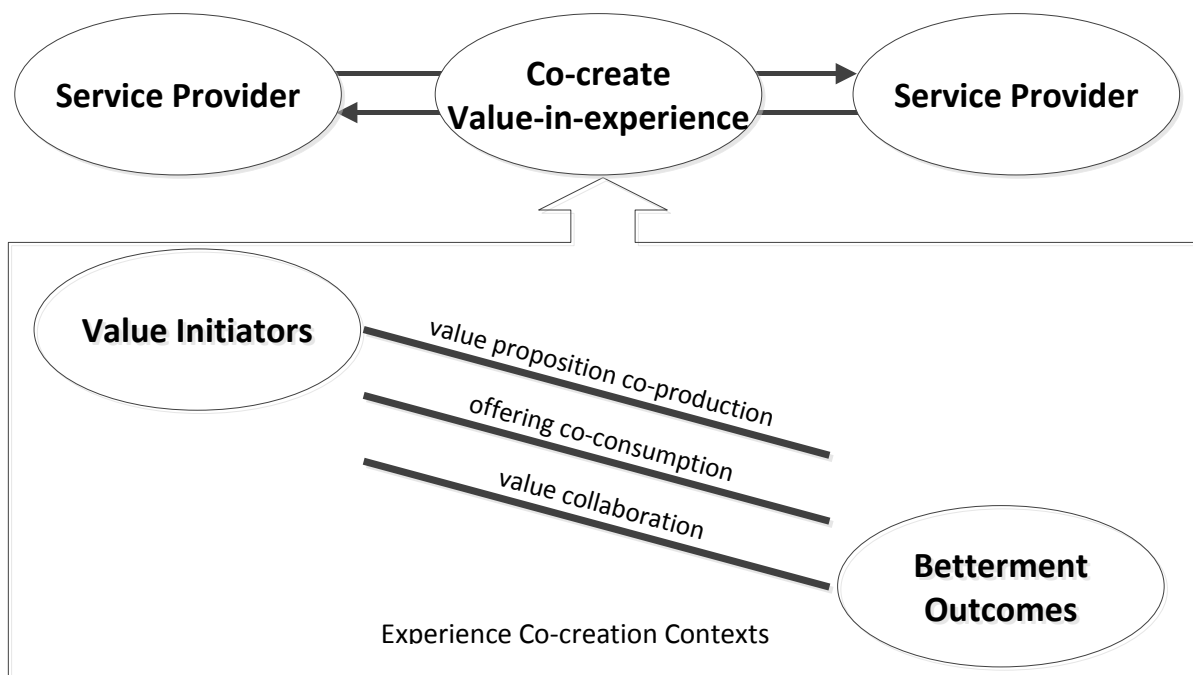 Service Provider
Co-create
Value-in-experience
Service Provider
Value Initiators
value proposition co-production
offering co-consumption
value collaboration
Betterment
Outcomes
Experience Co-creation Contexts